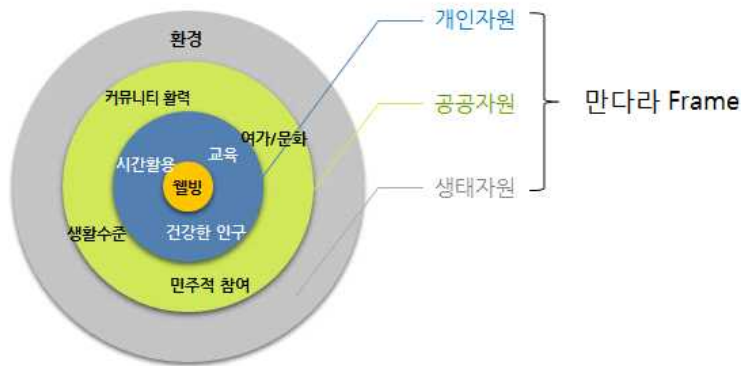 환경
개인자원
커뮤니티 활력
공공자원
만다라 Frame
여가/문화
교육
시간활용
웰빙
생태자원
생활수준
건강한 인구
민주적 참여